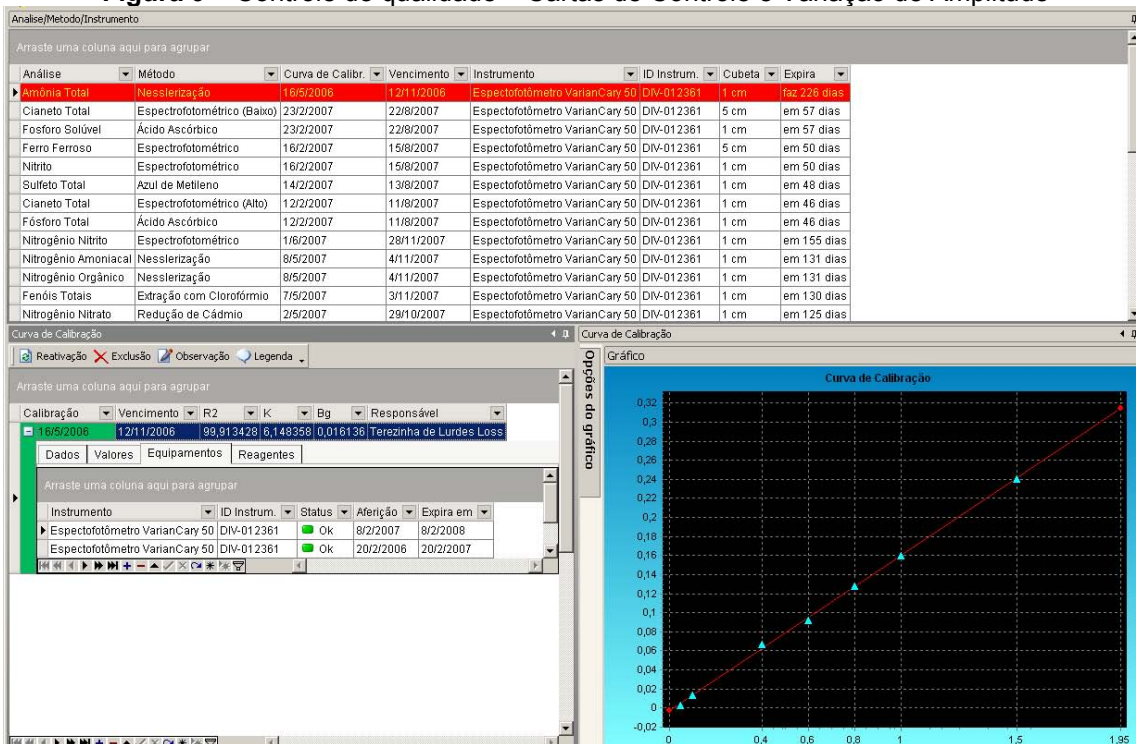 Analise/Metodo/Instrumento
Arraste uma coluna aqui para agrupar
Análise Método Curva de Calibr. Vencimento Instrumento ID Instrum. Cubeta Expira
Amônia Total Nesslerização 16/5/2006 12/11/2006 Espectofotômetro VarianCary 50 DIV-012361 1 cm faz 226 dias
Cianeto Total Espectrofotométrico (Baixo) 23/2/2007 22/8/2007 Espectofotômetro VarianCary 50 DIV-012361 5 cm em 57 dias
Fosforo Solúvel Ácido Ascórbico 23/2/2007 22/8/2007 Espectofotômetro VarianCary 50 DIV-012361 1 cm em 57 dias
Ferro Ferroso Espectrofotométrico 16/2/2007 15/8/2007 Espectofotômetro VarianCary 50 DIV-012361 5 cm em 50 dias
Nitrito Espectrofotométrico 16/2/2007 15/8/2007 Espectofotômetro VarianCary 50 DIV-012361 1 cm em 50 dias
Sulfeto Total Azul de Metileno 14/2/2007 13/8/2007 Espectofotômetro VarianCary 50 DIV-012361 1 cm em 48 dias
Cianeto Total Espectrofotométrico (Alto) 12/2/2007 11/8/2007 Espectofotômetro VarianCary 50 DIV-012361 1 cm em 46 dias
Fósforo Total Ácido Ascórbico 12/2/2007 11/8/2007 Espectofotômetro VarianCary 50 DIV-012361 1 cm em 46 dias
Nitrogênio Nitrito Espectrofotométrico 1/6/2007 28/11/2007 Espectofotômetro VarianCary 50 DIV-012361 1 cm em 155 dias
Nitrogênio Amoniacal Nesslerização 8/5/2007 4/11/2007 Espectofotômetro VarianCary 50 DIV-012361 1 cm em 131 dias
Nitrogênio Orgânico Nesslerização 8/5/2007 4/11/2007 Espectofotômetro VarianCary 50 DIV-012361 1 cm em 131 dias
Fenóis Totais Extração com Clorofórmio 7/5/2007 3/11/2007 Espectofotômetro VarianCary 50 DIV-012361 1 cm em 130 dias
Nitrogênio Nitrato Redução de Cádmio 2/5/2007 29/10/2007 Espectofotômetro VarianCary 50 DIV-012361 1 cm em 125 dias
Curva de Calibração
Reativação Exclusão Observação Legenda
Arraste uma coluna aqui para agrupar
Calibração Vencimento R2 K Bg Responsável
16/5/2006 12/11/2006 99,913428 6,148358 0,016136 Terezinha de Lurdes Loss
Dados Valores Equipamentos Reagentes
Arraste uma coluna aqui para agrupar
Instrumento ID Instrum. Status Aferição Expira em
Espectofotômetro VarianCary 50 DIV-012361 Ok 8/2/2007 8/2/2008
Espectofotômetro VarianCary 50 DIV-012361 Ok 20/2/2006 20/2/2007
Curva de Calibração
Opções do gráfico
Gráfico
Curva de Calibração
0,32
0,3
0,28
0,26
0,24
0,22
0,2
0,18
0,16
0,14
0,12
0,1
0,08
0,06
0,04
0,02
0
-0,02
0 0,4 0,6 0,8 1 1,5 1,95